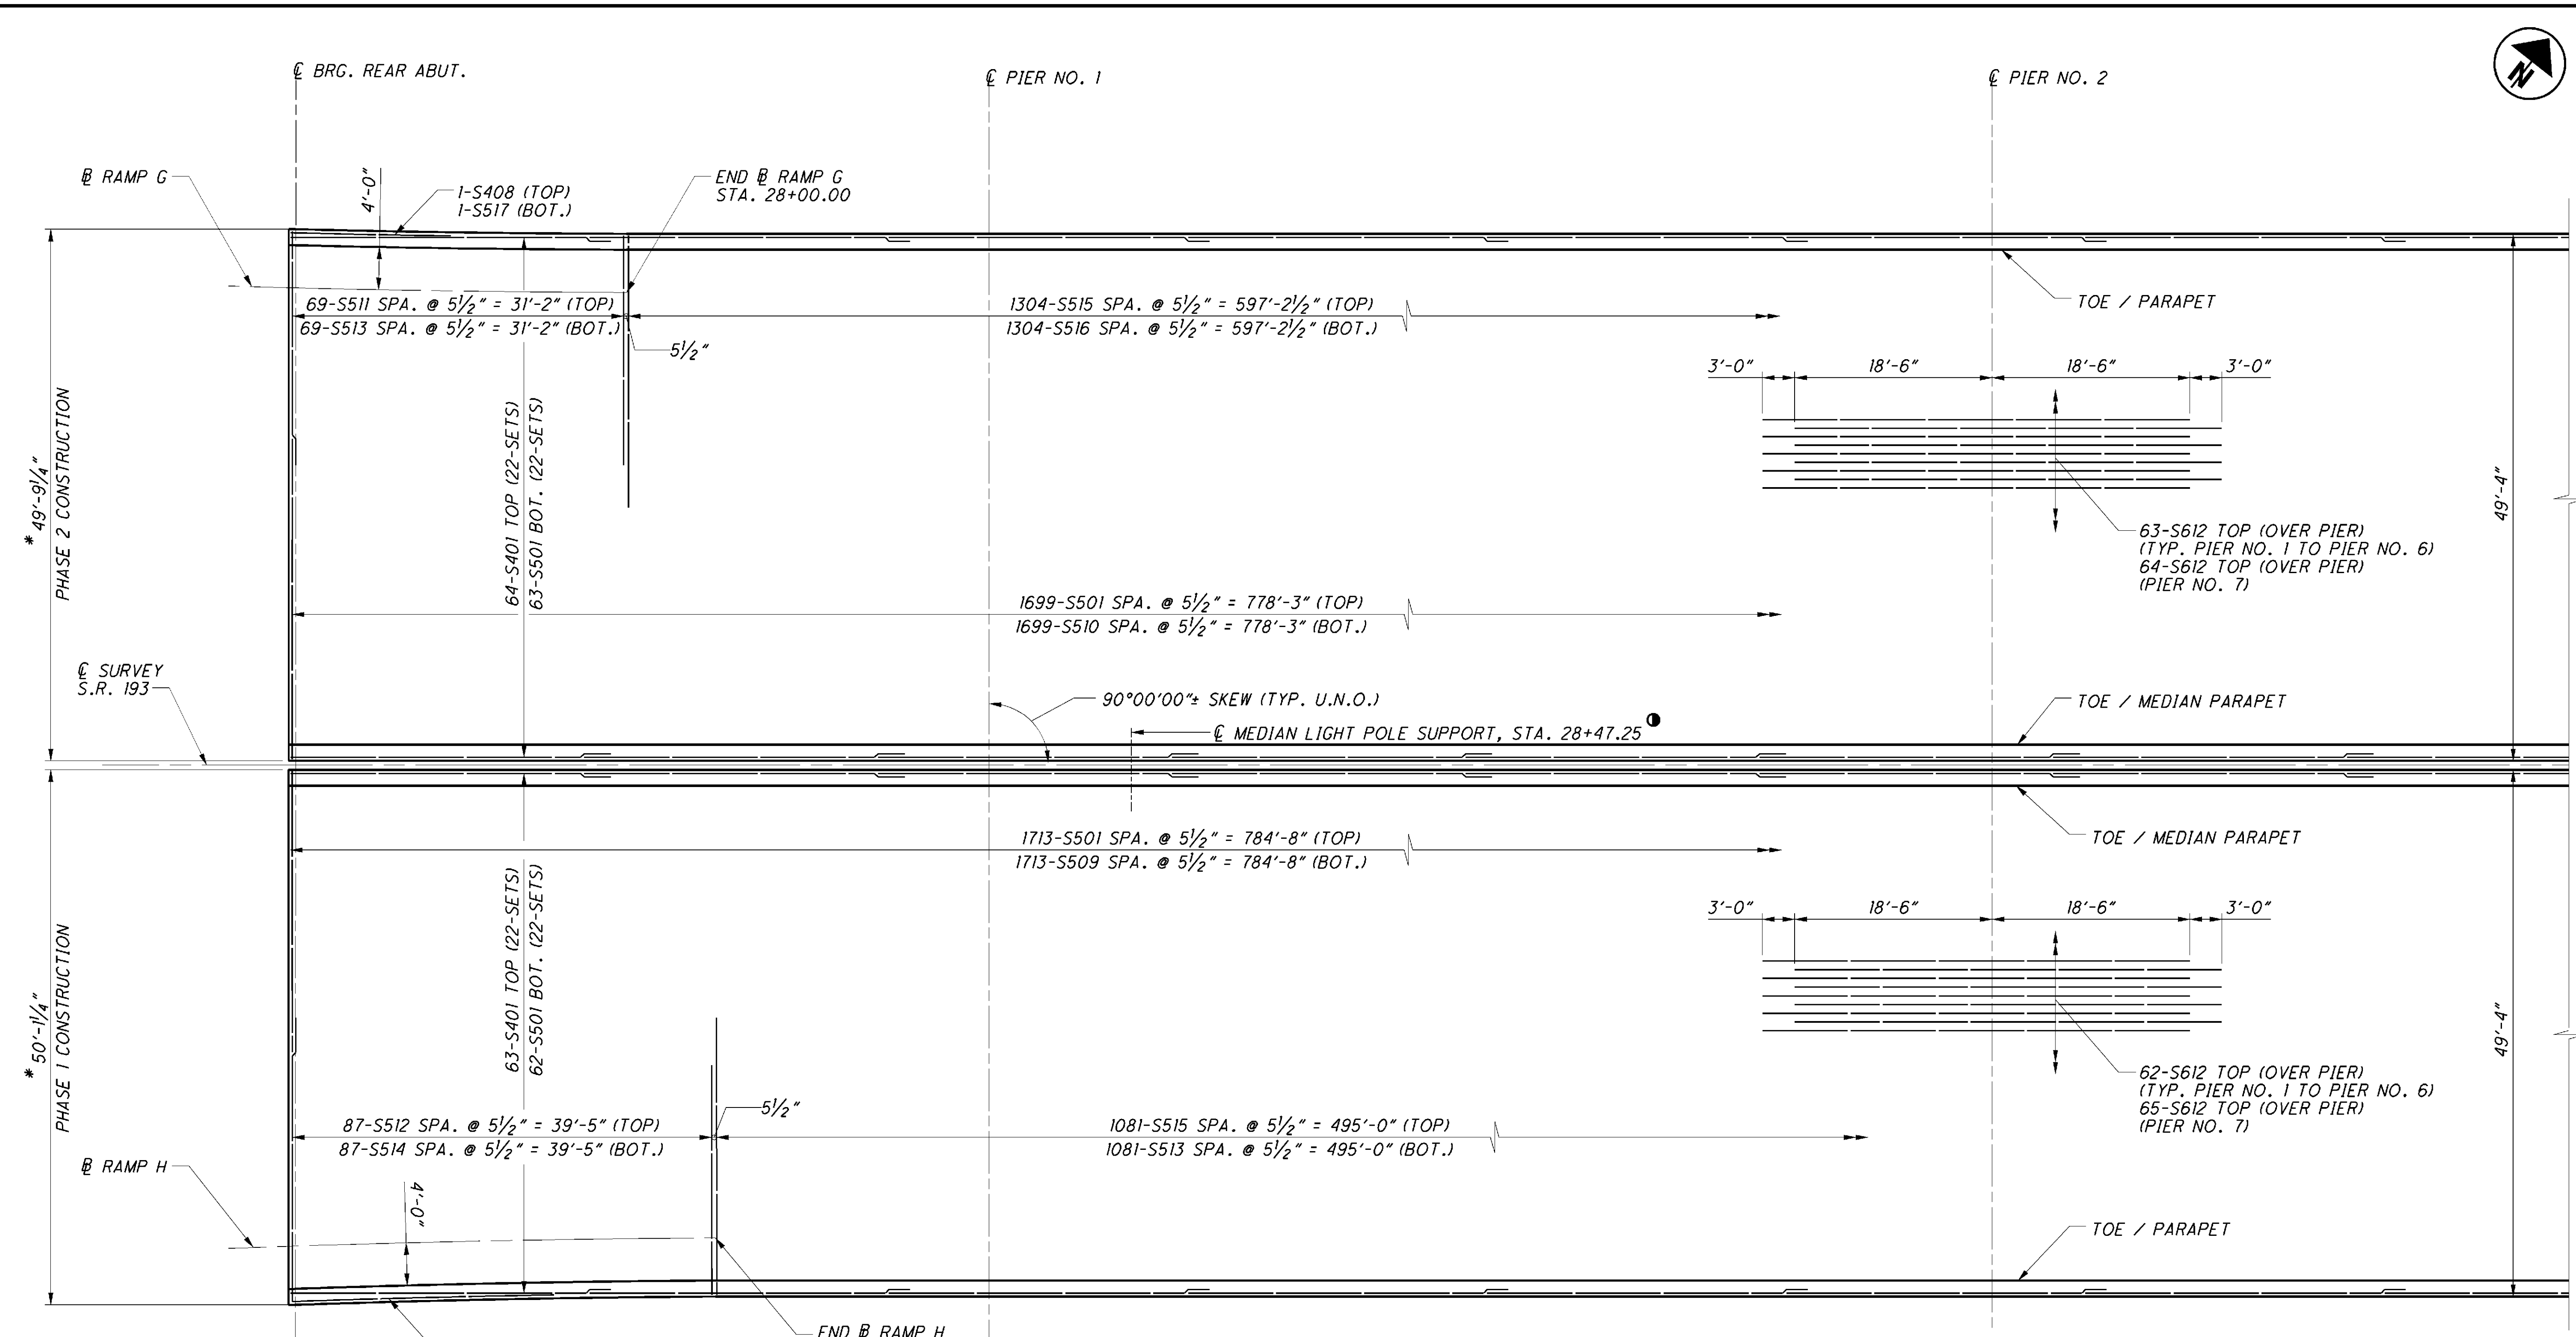 ℄ BRG. REAR ABUT.
℄ PIER NO. 1
℄ PIER NO. 2
N
℄ RAMP G
4'-0"
1-S408 (TOP)
1-S517 (BOT.)
END ℄ RAMP G
STA. 28+00.00
69-S511 SPA. @ 5½" = 31'-2" (TOP)
69-S513 SPA. @ 5½" = 31'-2" (BOT.)
5½"
1304-S515 SPA. @ 5½" = 597'-2½" (TOP)
1304-S516 SPA. @ 5½" = 597'-2½" (BOT.)
TOE / PARAPET
3'-0"
18'-6"
18'-6"
3'-0"
* 49'-9¼"
PHASE 2 CONSTRUCTION
64-S401 TOP (22-SETS)
63-S501 BOT. (22-SETS)
49'-4"
63-S612 TOP (OVER PIER)
(TYP. PIER NO. 1 TO PIER NO. 6)
64-S612 TOP (OVER PIER)
(PIER NO. 7)
1699-S501 SPA. @ 5½" = 778'-3" (TOP)
1699-S510 SPA. @ 5½" = 778'-3" (BOT.)
℄ SURVEY
S.R. 193
90°00'00"± SKEW (TYP. U.N.O.)
℄ MEDIAN LIGHT POLE SUPPORT, STA. 28+47.25
TOE / MEDIAN PARAPET
TOE / MEDIAN PARAPET
1713-S501 SPA. @ 5½" = 784'-8" (TOP)
1713-S509 SPA. @ 5½" = 784'-8" (BOT.)
3'-0"
18'-6"
18'-6"
3'-0"
* 50'-1¼"
PHASE 1 CONSTRUCTION
63-S401 TOP (22-SETS)
62-S501 BOT. (22-SETS)
49'-4"
62-S612 TOP (OVER PIER)
(TYP. PIER NO. 1 TO PIER NO. 6)
65-S612 TOP (OVER PIER)
(PIER NO. 7)
5½"
87-S512 SPA. @ 5½" = 39'-5" (TOP)
87-S514 SPA. @ 5½" = 39'-5" (BOT.)
1081-S515 SPA. @ 5½" = 495'-0" (TOP)
1081-S513 SPA. @ 5½" = 495'-0" (BOT.)
℄ RAMP H
4'-0"
TOE / PARAPET
END ℄ RAMP H